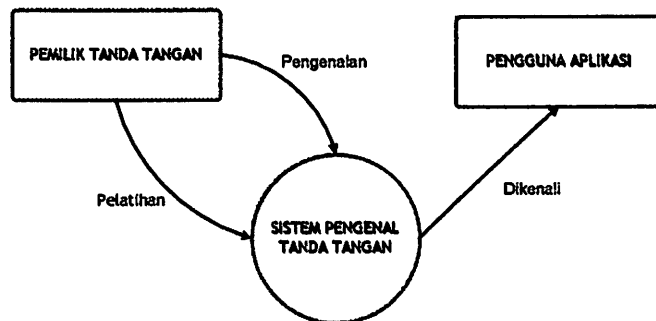 PEMILIK TANDA TANGAN
Pengenalan
PENGGUNA APLIKASI
Pelatihan
Dikenali
SISTEM PENGENAL
TANDA TANGAN